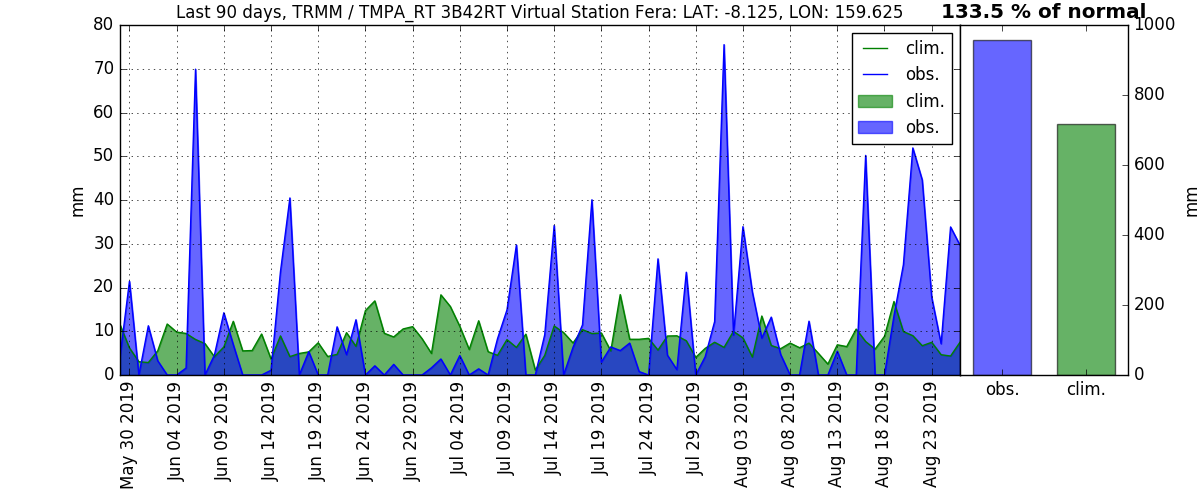 Last 90 days, TRMM / TMPA_RT 3B42RT Virtual Station Fera: LAT: -8.125, LON: 159.625
133.5 % of normal
80
70
60
50
40
30
20
10
0
mm
clim.
obs.
clim.
obs.
May 30 2019
Jun 04 2019
Jun 09 2019
Jun 14 2019
Jun 19 2019
Jun 24 2019
Jun 29 2019
Jul 04 2019
Jul 09 2019
Jul 14 2019
Jul 19 2019
Jul 24 2019
Jul 29 2019
Aug 03 2019
Aug 08 2019
Aug 13 2019
Aug 18 2019
Aug 23 2019
1000
800
600
400
200
0
mm
obs.
clim.